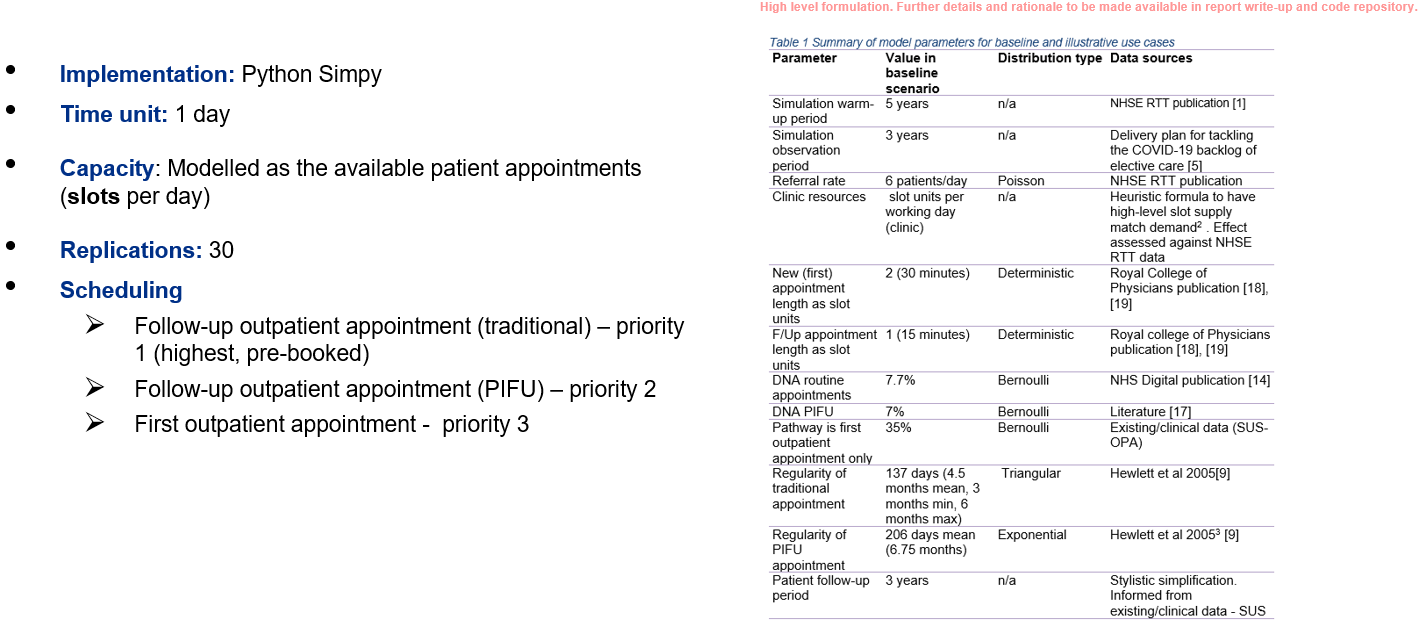 High level formulation. Further details and rationale to be made available in report write-up and code repository.
• Implementation: Python Simpy
• Time unit: 1 day
• Capacity: Modelled as the available patient appointments
(slots per day)
• Replications: 30
• Scheduling
➢ Follow-up outpatient appointment (traditional) – priority
1 (highest, pre-booked)
➢ Follow-up outpatient appointment (PIFU) – priority 2
➢ First outpatient appointment - priority 3
Table 1 Summary of model parameters for baseline and illustrative use cases
Parameter Value in Distribution type Data sources
baseline
scenario
Simulation warm- 5 years n/a NHSE RTT publication [1]
up period
Simulation 3 years n/a Delivery plan for tackling
observation the COVID-19 backlog of
period elective care [5]
Referral rate 6 patients/day Poisson NHSE RTT publication
Clinic resources slot units per n/a Heuristic formula to have
working day high-level slot supply
(clinic) match demand² . Effect
assessed against NHSE
RTT data
New (first) 2 (30 minutes) Deterministic Royal College of
appointment Physicians publication [18],
length as slot [19]
units
F/Up appointment 1 (15 minutes) Deterministic Royal college of Physicians
length as slot publication [18], [19]
units
DNA routine 7.7% Bernoulli NHS Digital publication [14]
appointments
DNA PIFU 7% Bernoulli Literature [17]
Pathway is first 35% Bernoulli Existing/clinical data (SUS-
outpatient OPA)
appointment only
Regularity of 137 days (4.5 Triangular Hewlett et al 2005[9]
traditional months mean, 3
appointment months min, 6
months max)
Regularity of 206 days mean Exponential Hewlett et al 2005³ [9]
PIFU (6.75 months)
appointment
Patient follow-up 3 years n/a Stylistic simplification.
period Informed from
existing/clinical data - SUS